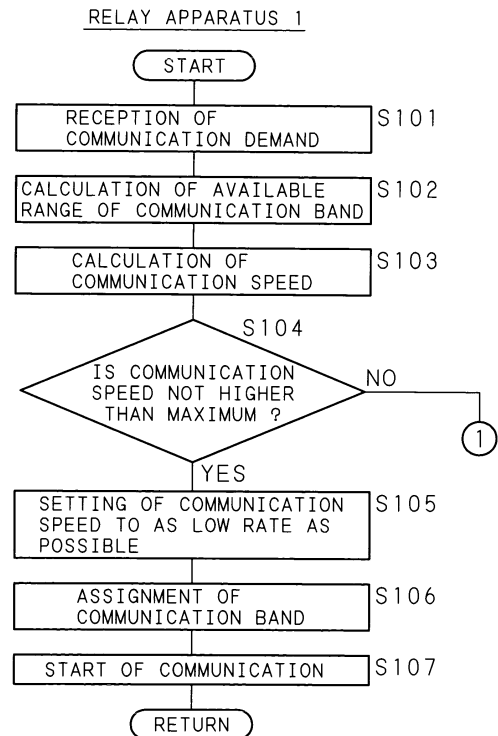 RELAY APPARATUS 1
START
RECEPTION OF
COMMUNICATION DEMAND
S101
CALCULATION OF AVAILABLE
RANGE OF COMMUNICATION BAND
S102
CALCULATION OF
COMMUNICATION SPEED
S103
S104
IS COMMUNICATION
SPEED NOT HIGHER
THAN MAXIMUM ?
NO
1
YES
SETTING OF COMMUNICATION
SPEED TO AS LOW RATE AS
POSSIBLE
S105
ASSIGNMENT OF
COMMUNICATION BAND
S106
START OF COMMUNICATION
S107
RETURN